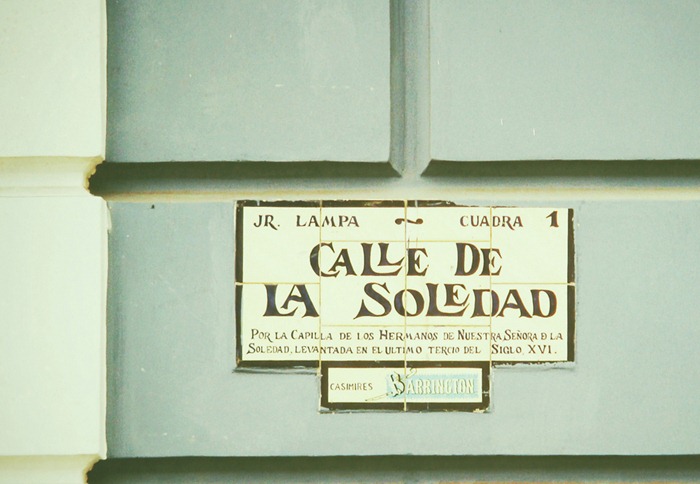 JR. LAMPA ~ CUADRA 1
CALLE DE
LA SOLEDAD
POR LA CAPILLA DE LOS HERMANOS DE NUESTRA SEÑORA D LA
SOLEDAD, LEVANTADA EN EL ULTIMO TERCIO DEL SIGLO, XVI.
CASIMIRES BARRINGTON